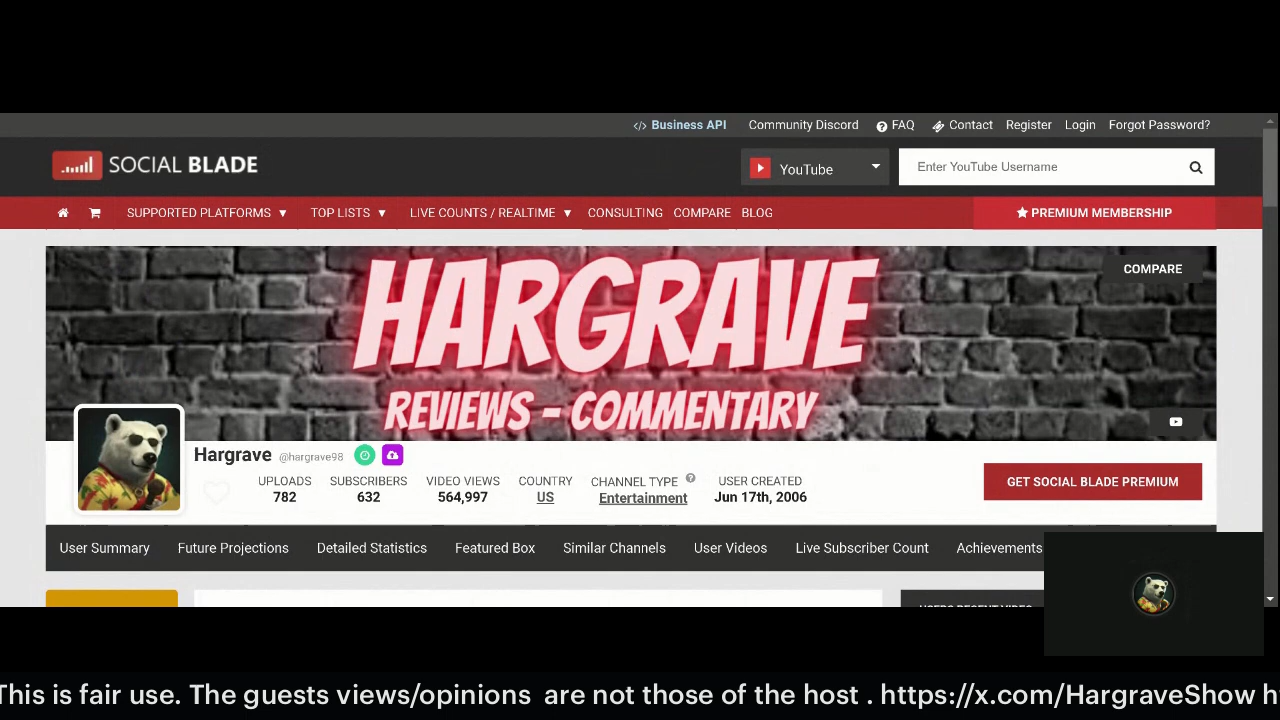 </> Business API Community Discord FAQ Contact Register Login Forgot Password?
SOCIAL BLADE YouTube Enter YouTube Username
SUPPORTED PLATFORMS ▼ TOP LISTS ▼ LIVE COUNTS / REALTIME ▼ CONSULTING COMPARE BLOG PREMIUM MEMBERSHIP
COMPARE
HARGRAVE
REVIEWS - COMMENTARY
Hargrave @hargrave98
UPLOADS SUBSCRIBERS VIDEO VIEWS COUNTRY CHANNEL TYPE USER CREATED
782 632 564,997 US Entertainment Jun 17th, 2006
GET SOCIAL BLADE PREMIUM
User Summary Future Projections Detailed Statistics Featured Box Similar Channels User Videos Live Subscriber Count Achievements
USERS RECENT VIDEO
This is fair use. The guests views/opinions are not those of the host . https://x.com/HargraveShow h